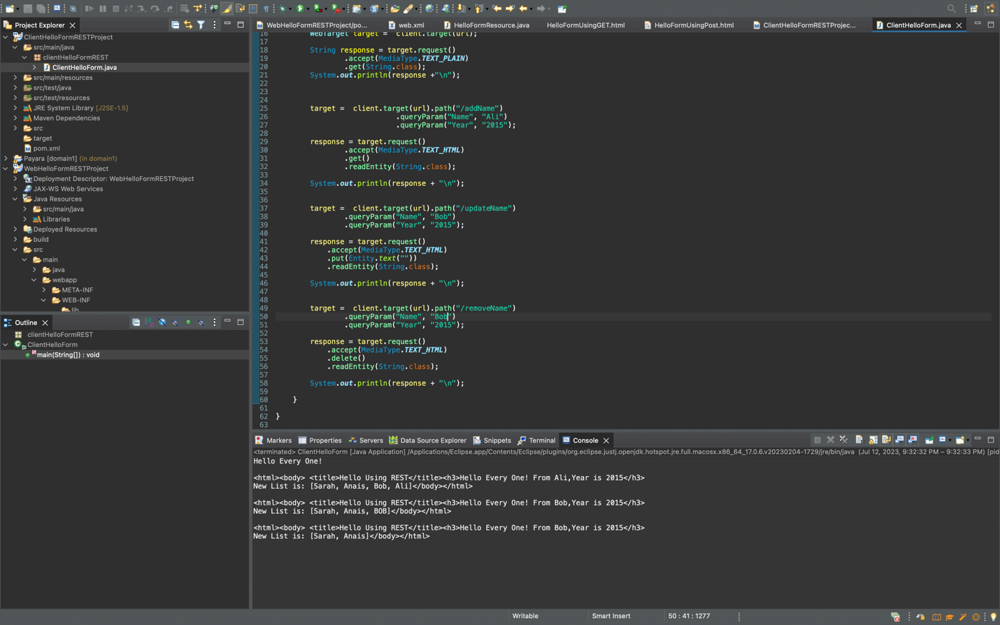 Project Explorer
ClientHelloFormRESTProject
src/main/java
clientHelloFormREST
ClientHelloForm.java
src/main/resources
src/test/java
src/test/resources
JRE System Library [J2SE-1.5]
Maven Dependencies
src
target
pom.xml
Payara [domain1] (in domain1)
WebHelloFormRESTProject
Deployment Descriptor: WebHelloFormRESTProject
JAX-WS Web Services
Java Resources
src/main/java
Libraries
Deployed Resources
build
src
main
java
webapp
META-INF
WEB-INF
lib
Outline
clientHelloFormREST
ClientHelloForm
main(String[]) : void
WebHelloFormRESTProject/po... web.xml HelloFormResource.java HelloFormUsingGET.html HelloFormUsingPost.html ClientHelloFormRESTProjec... ClientHelloForm.java
16 WebTarget target = client.target(url);
17
18 String response = target.request()
19 .accept(MediaType.TEXT_PLAIN)
20 .get(String.class);
21 System.out.println(response +"\n");
22
23
24
25 target = client.target(url).path("/addName")
26 .queryParam("Name", "Ali")
27 .queryParam("Year", "2015");
28
29 response = target.request()
30 .accept(MediaType.TEXT_HTML)
31 .get()
32 .readEntity(String.class);
33
34 System.out.println(response + "\n");
35
36
37 target = client.target(url).path("/updateName")
38 .queryParam("Name", "Bob")
39 .queryParam("Year", "2015");
40
41 response = target.request()
42 .accept(MediaType.TEXT_HTML)
43 .put(Entity.text(""))
44 .readEntity(String.class);
45
46 System.out.println(response + "\n");
47
48
49 target = client.target(url).path("/removeName")
50 .queryParam("Name", "Bob")
51 .queryParam("Year", "2015");
52
53 response = target.request()
54 .accept(MediaType.TEXT_HTML)
55 .delete()
56 .readEntity(String.class);
57
58 System.out.println(response + "\n");
59
60 }
61
62 }
63
Markers Properties Servers Data Source Explorer Snippets Terminal Console
<terminated> ClientHelloForm [Java Application] /Applications/Eclipse.app/Contents/Eclipse/plugins/org.eclipse.justj.openjdk.hotspot.jre.full.macosx.x86_64_17.0.6.v20230204-1729/jre/bin/java (Jul 12, 2023, 9:32:32 PM – 9:32:33 PM) [pid
Hello Every One!
<html><body> <title>Hello Using REST</title><h3>Hello Every One! From Ali,Year is 2015</h3>
New List is: [Sarah, Anais, Bob, Ali]</body></html>
<html><body> <title>Hello Using REST</title><h3>Hello Every One! From Bob,Year is 2015</h3>
New List is: [Sarah, Anais, BOB]</body></html>
<html><body> <title>Hello Using REST</title><h3>Hello Every One! From Bob,Year is 2015</h3>
New List is: [Sarah, Anais]</body></html>
Writable Smart Insert 50 : 41 : 1277